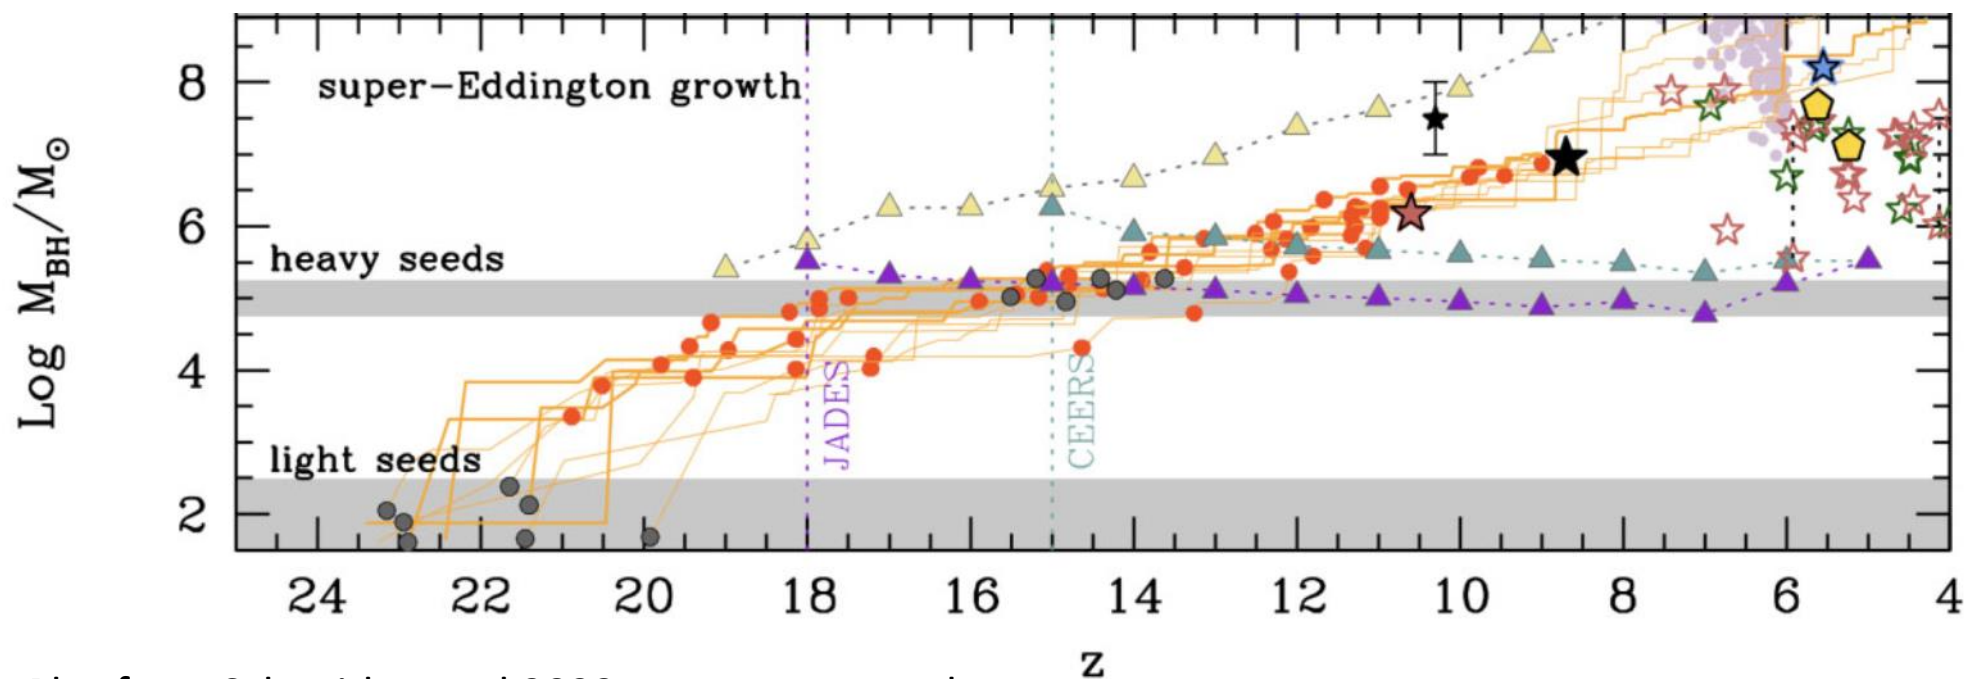 super-Eddington growth
heavy seeds
light seeds
JADES
CEERS
Log M_BH/M_⊙
8
6
4
2
24 22 20 18 16 14 12 10 8 6 4
z